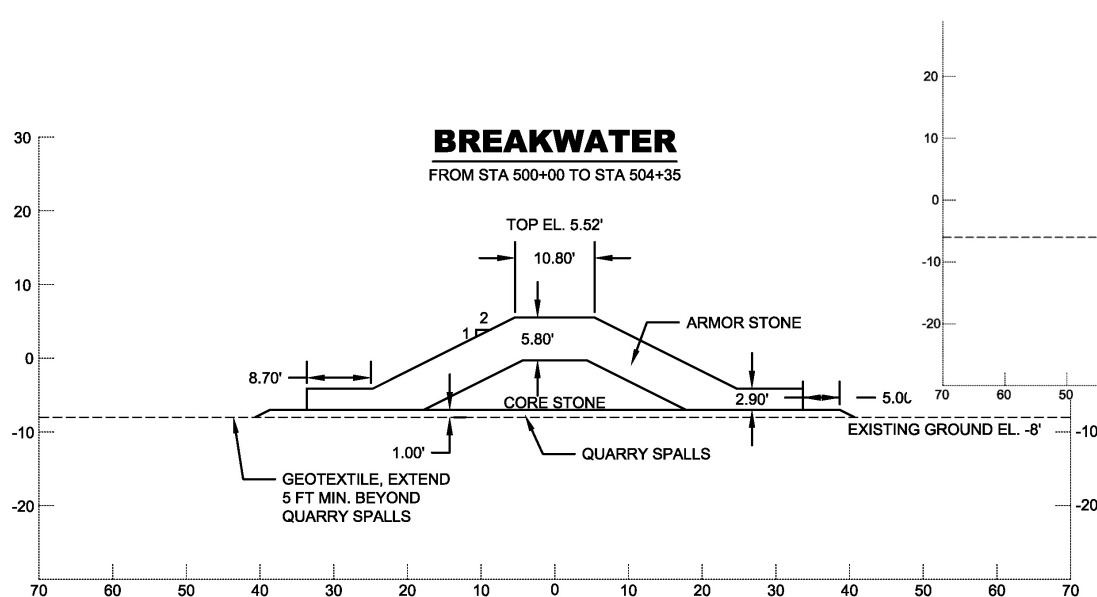 BREAKWATER
FROM STA 500+00 TO STA 504+35
TOP EL. 5.52'
10.80'
2
1
5.80'
ARMOR STONE
8.70'
2.90'
5.00
CORE STONE
EXISTING GROUND EL. -8'
1.00'
QUARRY SPALLS
GEOTEXTILE, EXTEND
5 FT MIN. BEYOND
QUARRY SPALLS
30
20
10
0
-10
-20
70 60 50 40 30 20 10 0 10 20 30 40 50 60 70
-10
-20
20
10
0
-10
-20
70 60 50